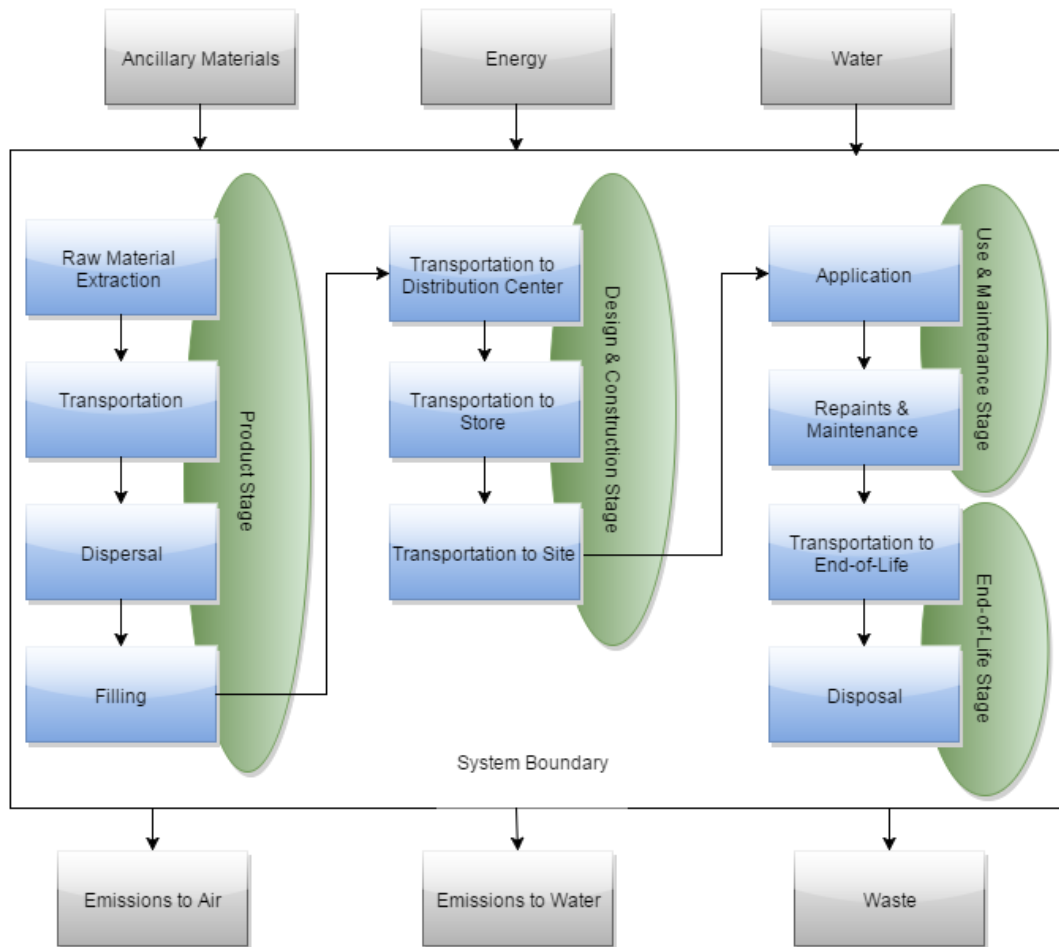 Ancillary Materials
Energy
Water
Raw Material
Extraction
Transportation
Dispersal
Filling
Product Stage
Transportation to
Distribution Center
Transportation to
Store
Transportation to Site
Design & Construction Stage
Application
Repaints &
Maintenance
Use & Maintenance Stage
Transportation to
End-of-Life
Disposal
End-of-Life Stage
System Boundary
Emissions to Air
Emissions to Water
Waste